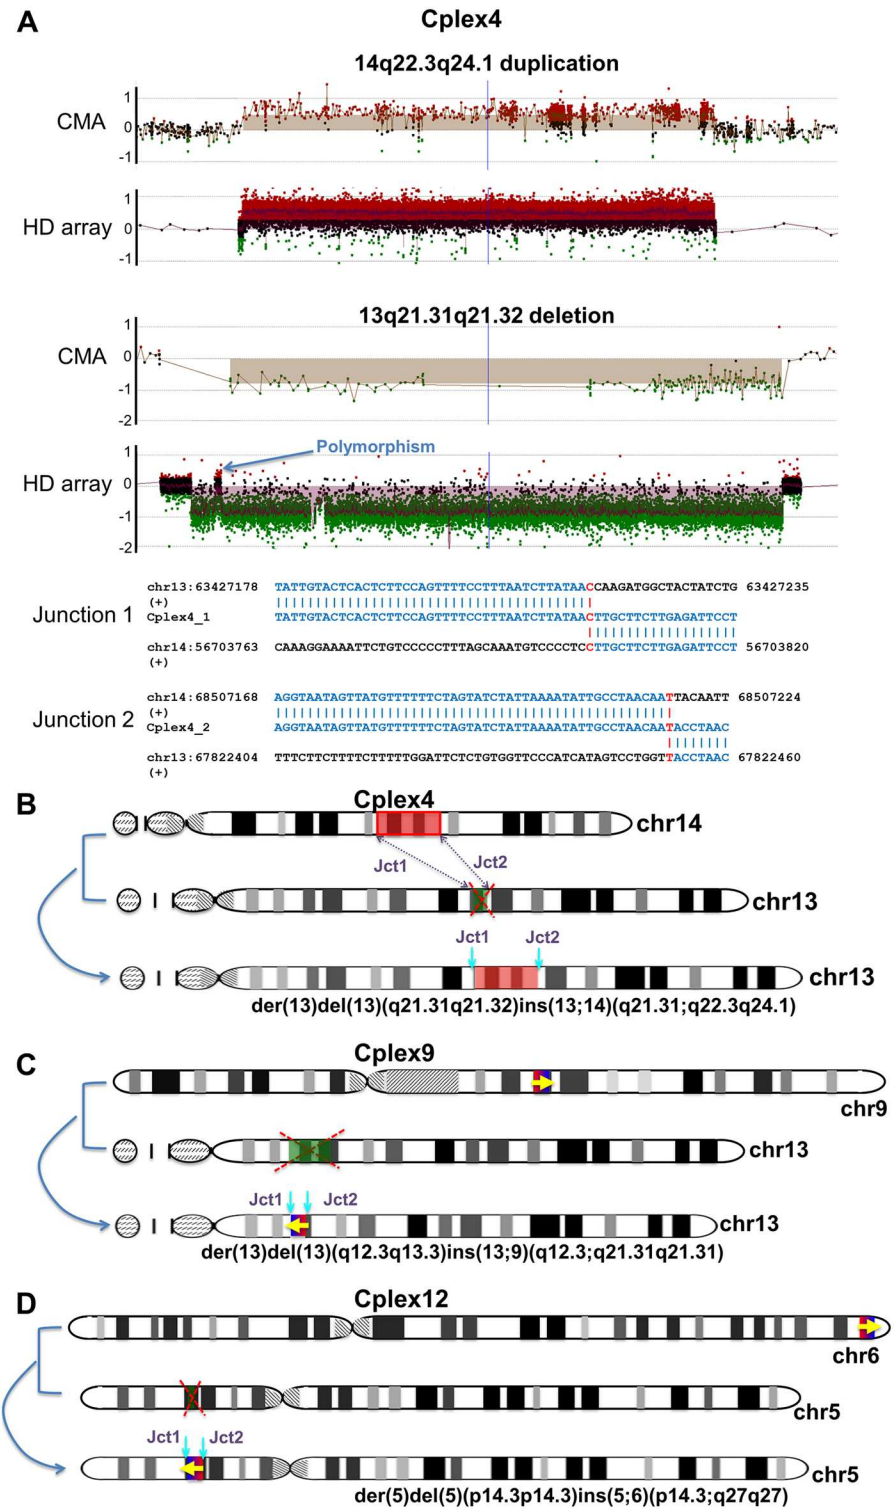 A
Cplex4
14q22.3q24.1 duplication
CMA
1
0
-1
HD array
1
0
-1
13q21.31q21.32 deletion
CMA
1
0
-1
-2
Polymorphism
HD array
1
0
-1
-2
Junction 1
chr13:63427178 TATTGTACTCACTCTTCCAGTTTTCCTTTAATCTTATAACCAAGATGGCTACTATCTG 63427235
(+)
Cplex4_1 TATTGTACTCACTCTTCCAGTTTTCCTTTAATCTTATAACTTGCTTCTTGAGATTCCT
chr14:56703763 CAAAGGAAAATTCTGTCCCCCTTTAGCAAATGTCCCCTCCTTGCTTCTTGAGATTCCT 56703820
(+)
Junction 2
chr14:68507168 AGGTAATAGTTATGTTTTTTCTAGTATCTATTAAAATATTGCCTAACAATTACAATT 68507224
(+)
Cplex4_2 AGGTAATAGTTATGTTTTTTCTAGTATCTATTAAAATATTGCCTAACAATACCTAAC
chr13:67822404 TTTCTTCTTTTCTTTTTGGATTCTCTGTGGTTCCCATCATAGTCCTGGTTACCTAAC 67822460
(+)
B
Cplex4
chr14
Jct1
Jct2
chr13
Jct1
Jct2
chr13
der(13)del(13)(q21.31q21.32)ins(13;14)(q21.31;q22.3q24.1)
C
Cplex9
chr9
chr13
Jct1
Jct2
chr13
der(13)del(13)(q12.3q13.3)ins(13;9)(q12.3;q21.31q21.31)
D
Cplex12
chr6
chr5
Jct1
Jct2
chr5
der(5)del(5)(p14.3p14.3)ins(5;6)(p14.3;q27q27)